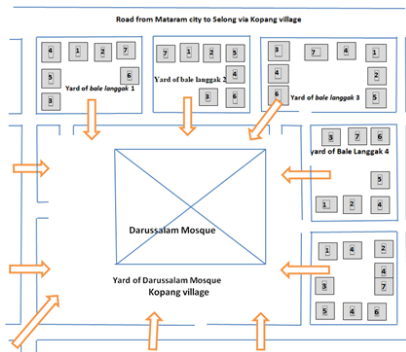 Road from Mataram city to Selong via Kopang village
4 1 2 7
5 6
3
Yard of bale langgak 1
7 1 2 5
4
3 6
Yard of bale langgak 2
3 7 4 1
4 2
6 5
Yard of bale langgak 3
3 7 6
yard of Bale Langgak 4
5
1 2 4
Darussalam Mosque
Yard of Darussalam Mosque
Kopang village
1 4 2
4
3 7
5 4 6